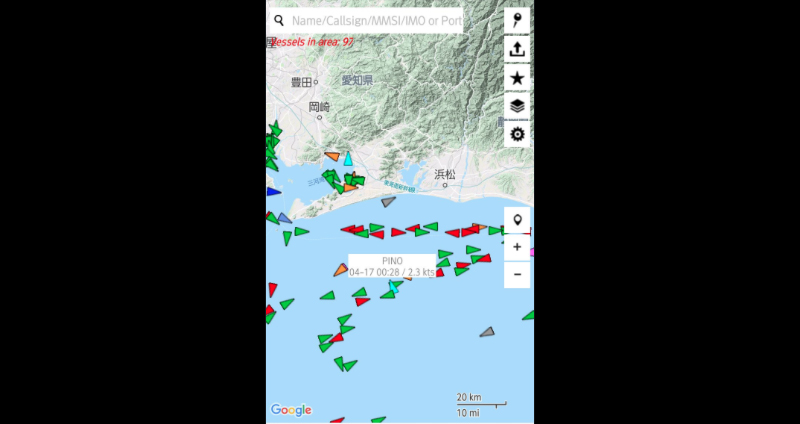 Name/Callsign/MMSI/IMO or Port
Vessels in area: 97
豊田
愛知県
岡崎
浜松
PINO
04-17 00:28 / 2.3 kts
20 km
10 mi
Google